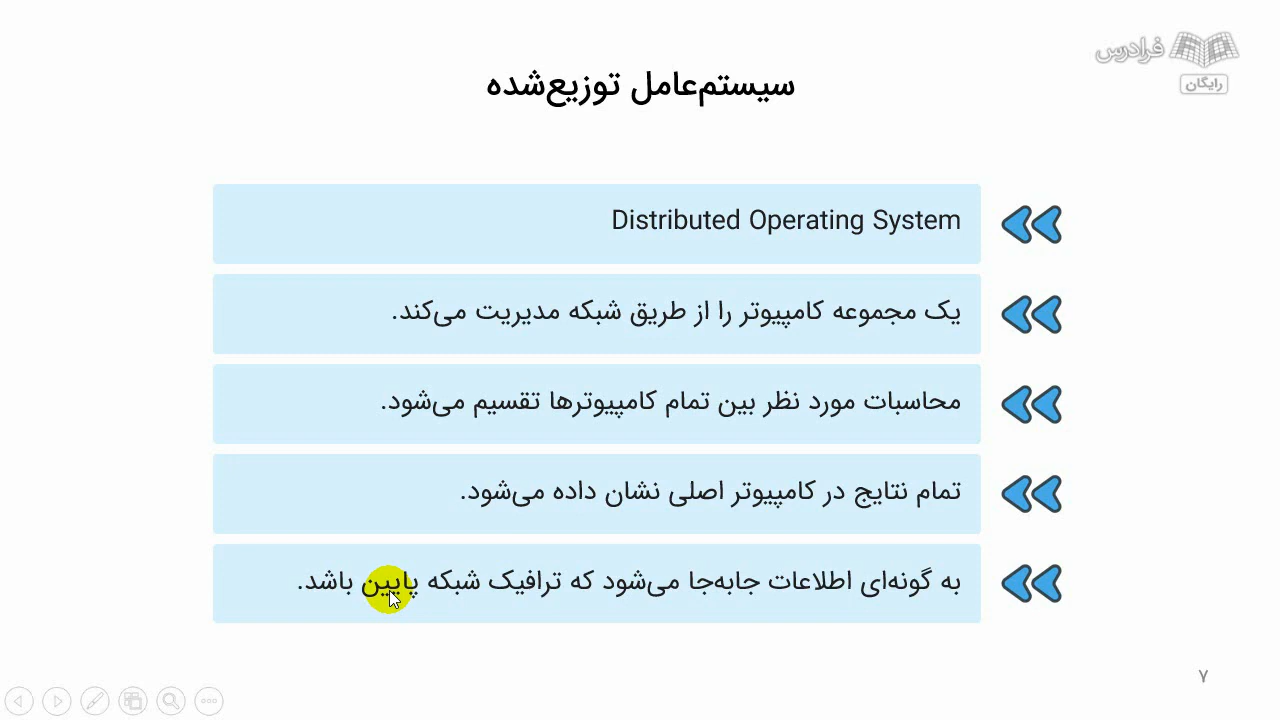 فرادرس
رایگان
سیستم‌عامل توزیع‌شده
Distributed Operating System
یک مجموعه کامپیوتر را از طریق شبکه مدیریت می‌کند.
محاسبات مورد نظر بین تمام کامپیوترها تقسیم می‌شود.
تمام نتایج در کامپیوتر اصلی نشان داده می‌شود.
به گونه‌ای اطلاعات جابه‌جا می‌شود که ترافیک شبکه پایین باشد.
۷